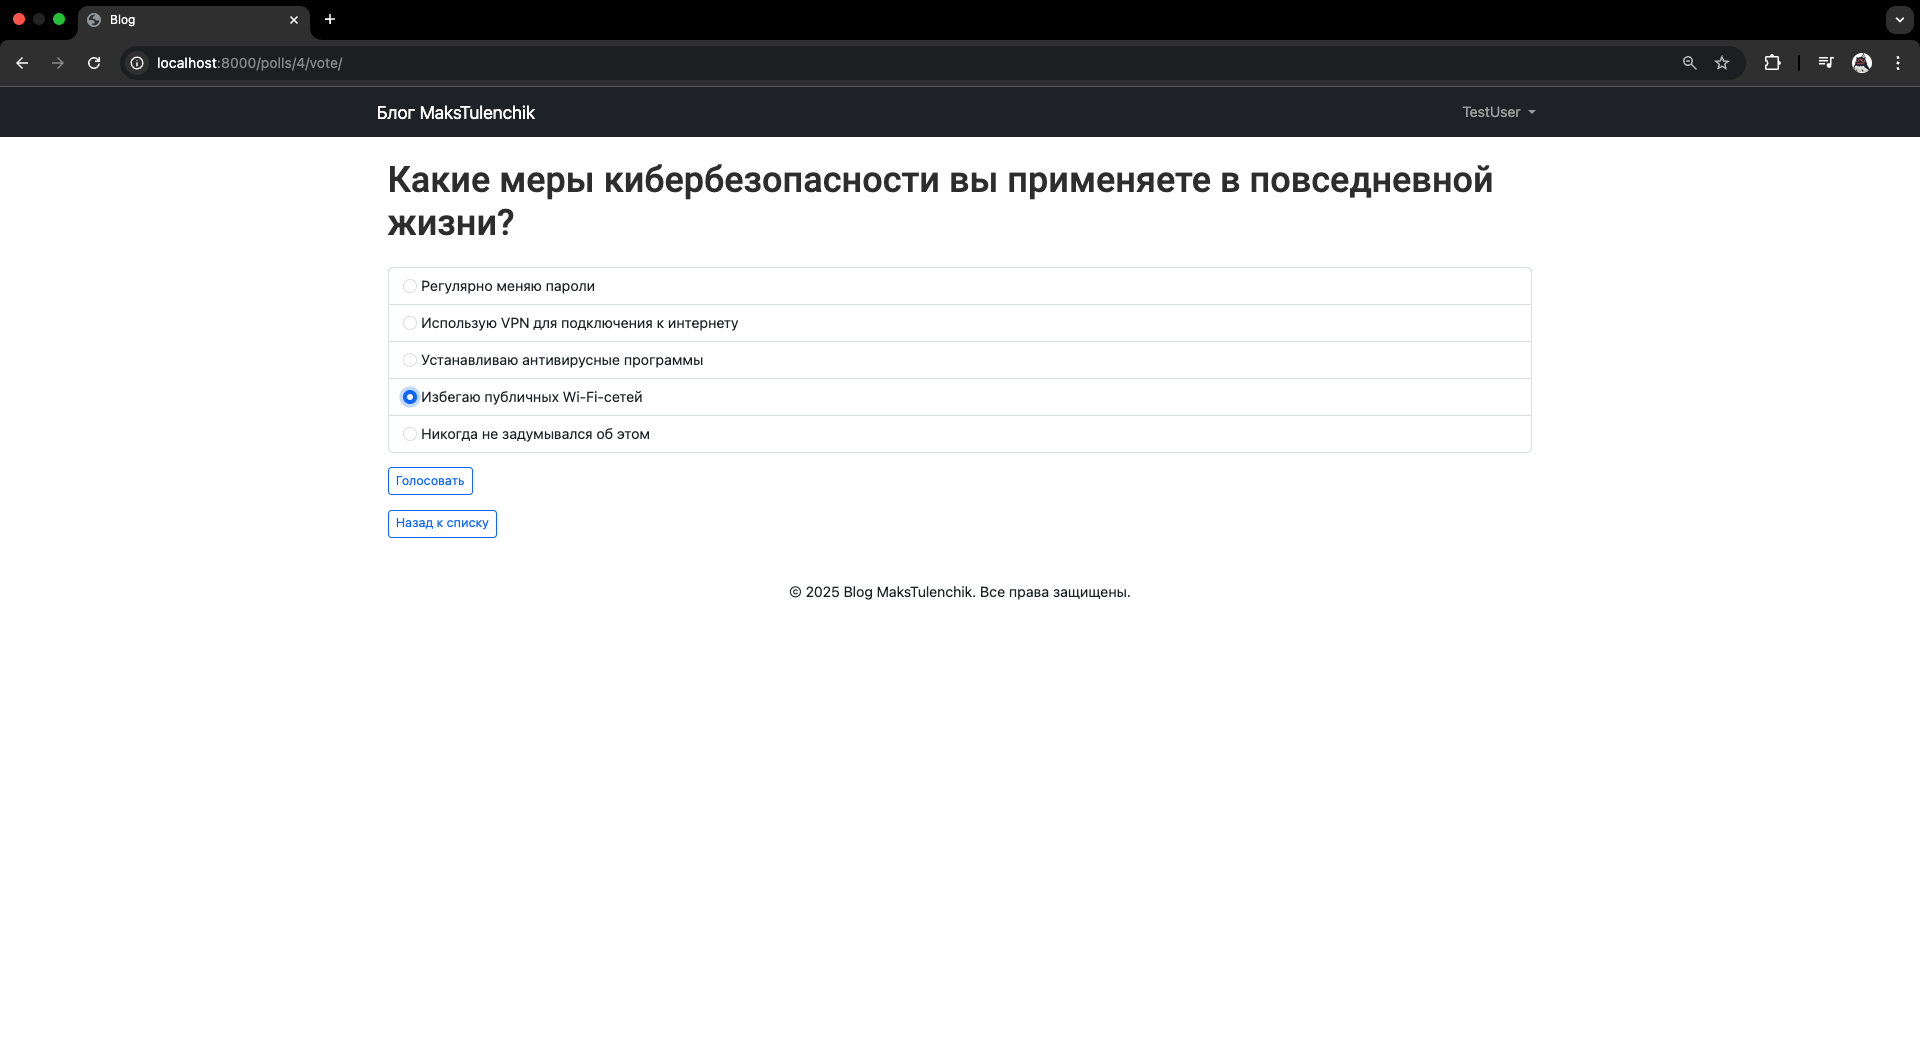 Blog
localhost:8000/polls/4/vote/
Блог MaksTulenchik
TestUser
Какие меры кибербезопасности вы применяете в повседневной
жизни?
Регулярно меняю пароли
Использую VPN для подключения к интернету
Устанавливаю антивирусные программы
Избегаю публичных Wi-Fi-сетей
Никогда не задумывался об этом
Голосовать
Назад к списку
© 2025 Blog MaksTulenchik. Все права защищены.